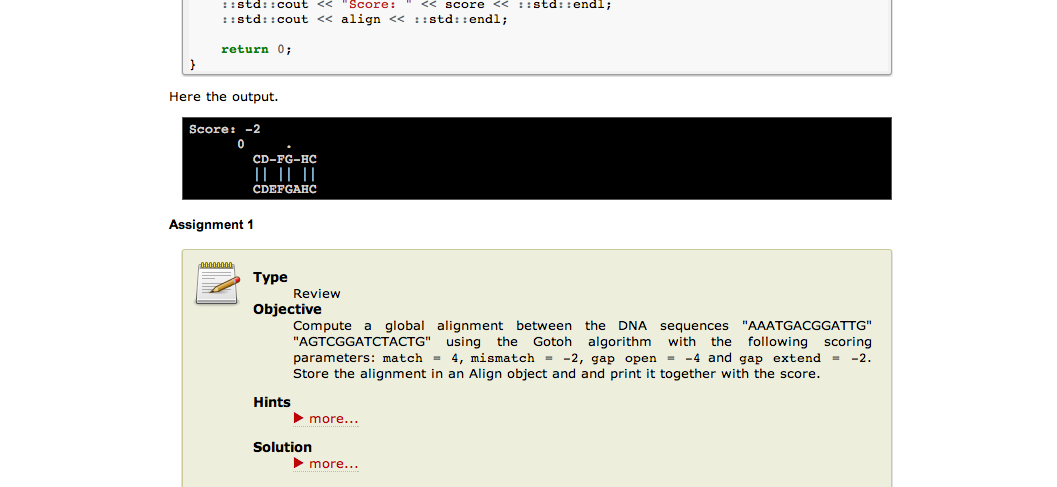 ::std::cout << "Score: " << score << ::std::endl;
::std::cout << align << ::std::endl;
return 0;
}
Here the output.
Score: -2
0 .
CD-FG-HC
|| || ||
CDEFGAHC
Assignment 1
Type
Review
Objective
Compute a global alignment between the DNA sequences "AAATGACGGATTG"
"AGTCGGATCTACTG" using the Gotoh algorithm with the following scoring
parameters: match = 4, mismatch = -2, gap open = -4 and gap extend = -2.
Store the alignment in an Align object and and print it together with the score.
Hints
more...
Solution
more...